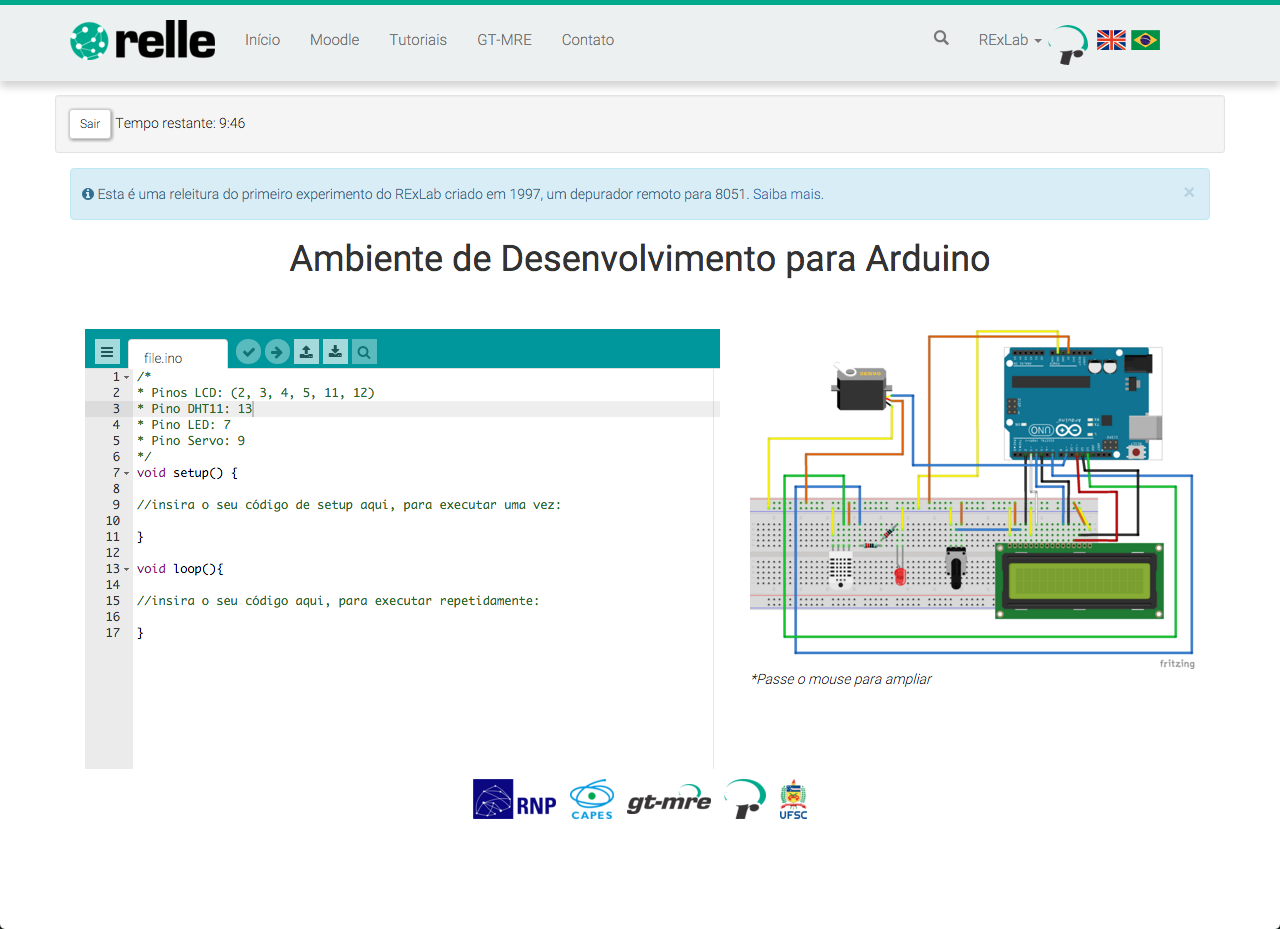 relle Início Moodle Tutoriais GT-MRE Contato RExLab
Sair Tempo restante: 9:46
Esta é uma releitura do primeiro experimento do RExLab criado em 1997, um depurador remoto para 8051. Saiba mais. ×
Ambiente de Desenvolvimento para Arduino
file.ino
1 /*
2 * Pinos LCD: (2, 3, 4, 5, 11, 12)
3 * Pino DHT11: 13
4 * Pino LED: 7
5 * Pino Servo: 9
6 */
7 void setup() {
8
9 //insira o seu código de setup aqui, para executar uma vez:
10
11 }
12
13 void loop(){
14
15 //insira o seu código aqui, para executar repetidamente:
16
17 }
Arduino
UNO
fritzing
*Passe o mouse para ampliar
RNP CAPES gt-mre r UFSC